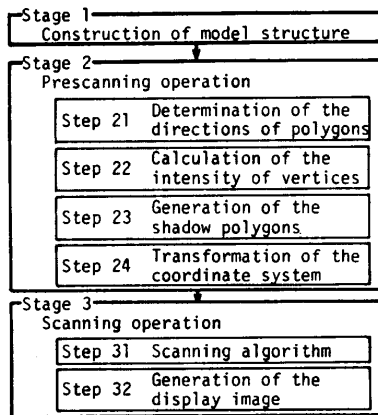 Stage 1
Construction of model structure
Stage 2
Prescanning operation
Step 21 Determination of the
directions of polygons
Step 22 Calculation of the
intensity of vertices
Step 23 Generation of the
shadow polygons
Step 24 Transformation of the
coordinate system
Stage 3
Scanning operation
Step 31 Scanning algorithm
Step 32 Generation of the
display image